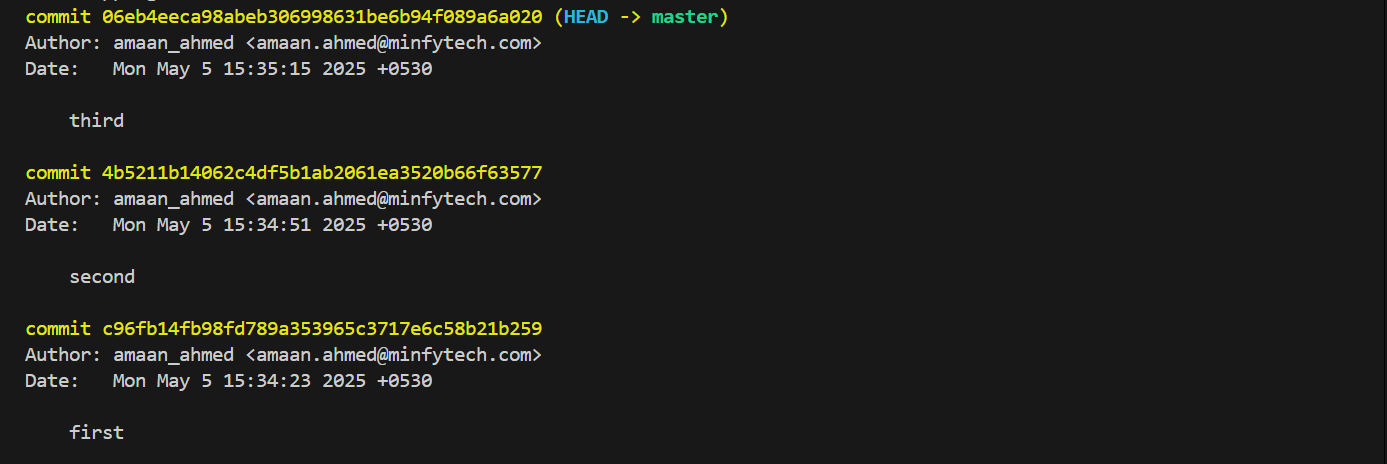 commit 06eb4eeca98abeb306998631be6b94f089a6a020 (HEAD -> master)
Author: amaan_ahmed <amaan.ahmed@minfytech.com>
Date:   Mon May 5 15:35:15 2025 +0530
    third
commit 4b5211b14062c4df5b1ab2061ea3520b66f63577
Author: amaan_ahmed <amaan.ahmed@minfytech.com>
Date:   Mon May 5 15:34:51 2025 +0530
    second
commit c96fb14fb98fd789a353965c3717e6c58b21b259
Author: amaan_ahmed <amaan.ahmed@minfytech.com>
Date:   Mon May 5 15:34:23 2025 +0530
    first